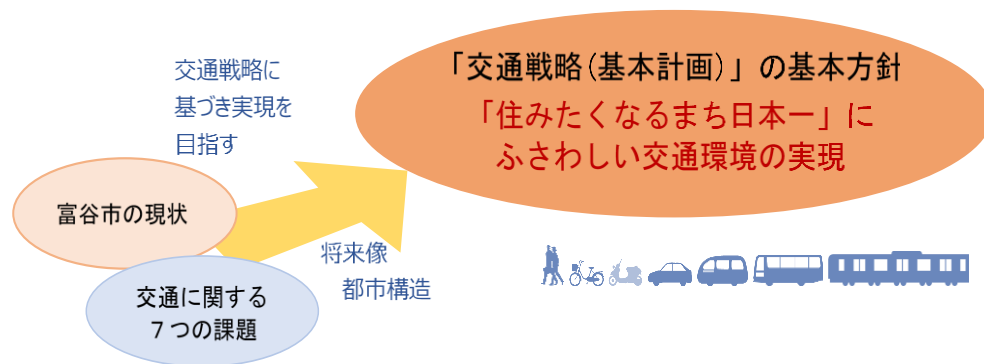 交通戦略に
基づき実現を
目指す
「交通戦略(基本計画)」の基本方針
「住みたくなるまち日本一」に
ふさわしい交通環境の実現
富谷市の現状
将来像
都市構造
交通に関する
7つの課題